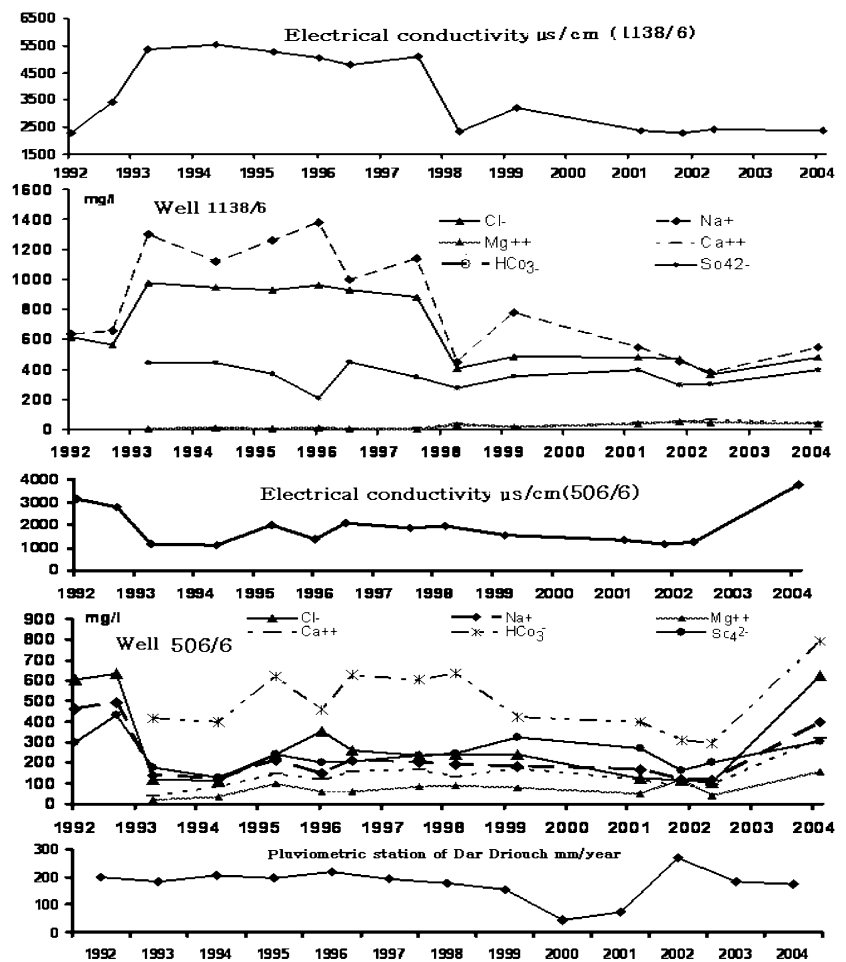 Electrical conductivity µs/cm (1138/6)
6500
5500
4500
3500
2500
1500
1992 1993 1994 1995 1996 1997 1998 1999 2000 2001 2002 2003 2004
mg/l
Well 1138/6
Cl- Na+
Mg++ Ca++
HCo3- So42-
1600
1400
1200
1000
800
600
400
200
0
1992 1993 1994 1995 1996 1997 1998 1999 2000 2001 2002 2003 2004
Electrical conductivity µs/cm(506/6)
4000
3000
2000
1000
0
1992 1993 1994 1995 1996 1997 1998 1999 2000 2001 2002 2003 2004
mg/l
Well 506/6
Cl- Na+ Mg++
Ca++ HCo3- So42-
900
800
700
600
500
400
300
200
100
0
1992 1993 1994 1995 1996 1997 1998 1999 2000 2001 2002 2003 2004
Pluviometric station of Dar Driouch mm/year
300
200
100
0
1992 1993 1994 1995 1996 1997 1998 1999 2000 2001 2002 2003 2004